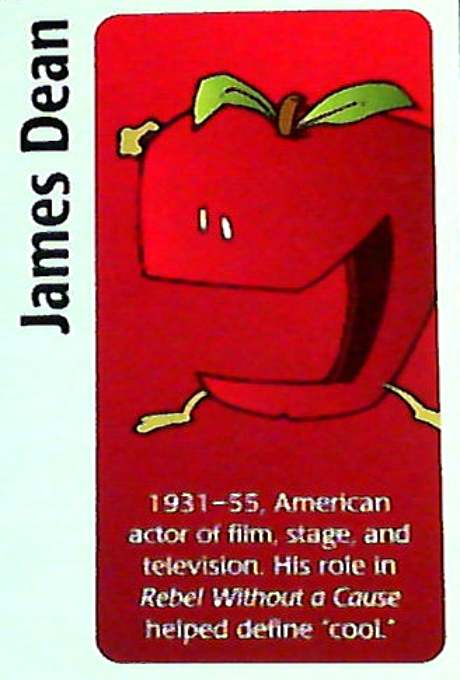 James Dean
1931–55, American
actor of film, stage, and
television. His role in
Rebel Without a Cause
helped define "cool."